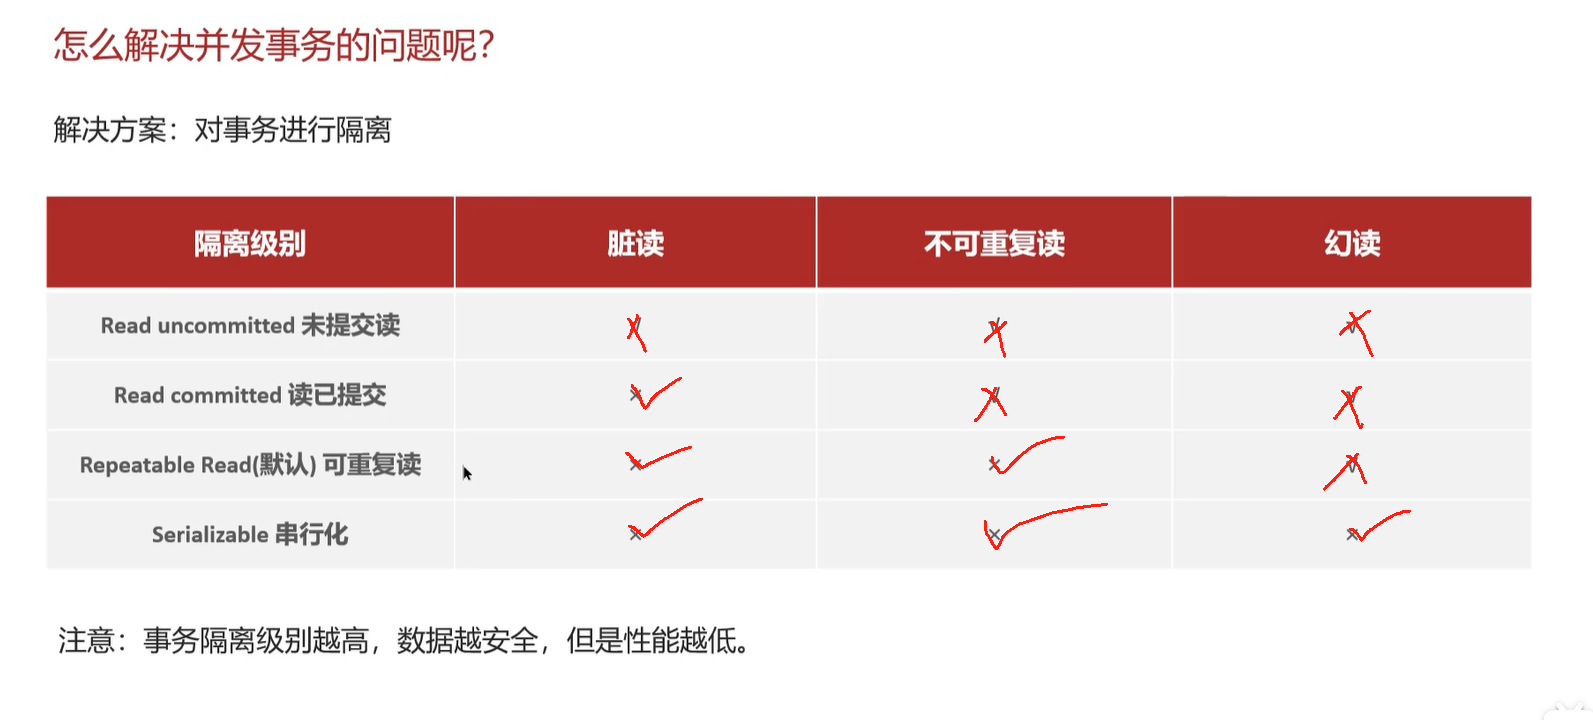 怎么解决并发事务的问题呢？
解决方案：对事务进行隔离
隔离级别 脏读 不可重复读 幻读
Read uncommitted 未提交读 √ √ √
Read committed 读已提交 × √ √
Repeatable Read(默认) 可重复读 × × √
Serializable 串行化 × × ×
注意：事务隔离级别越高，数据越安全，但是性能越低。